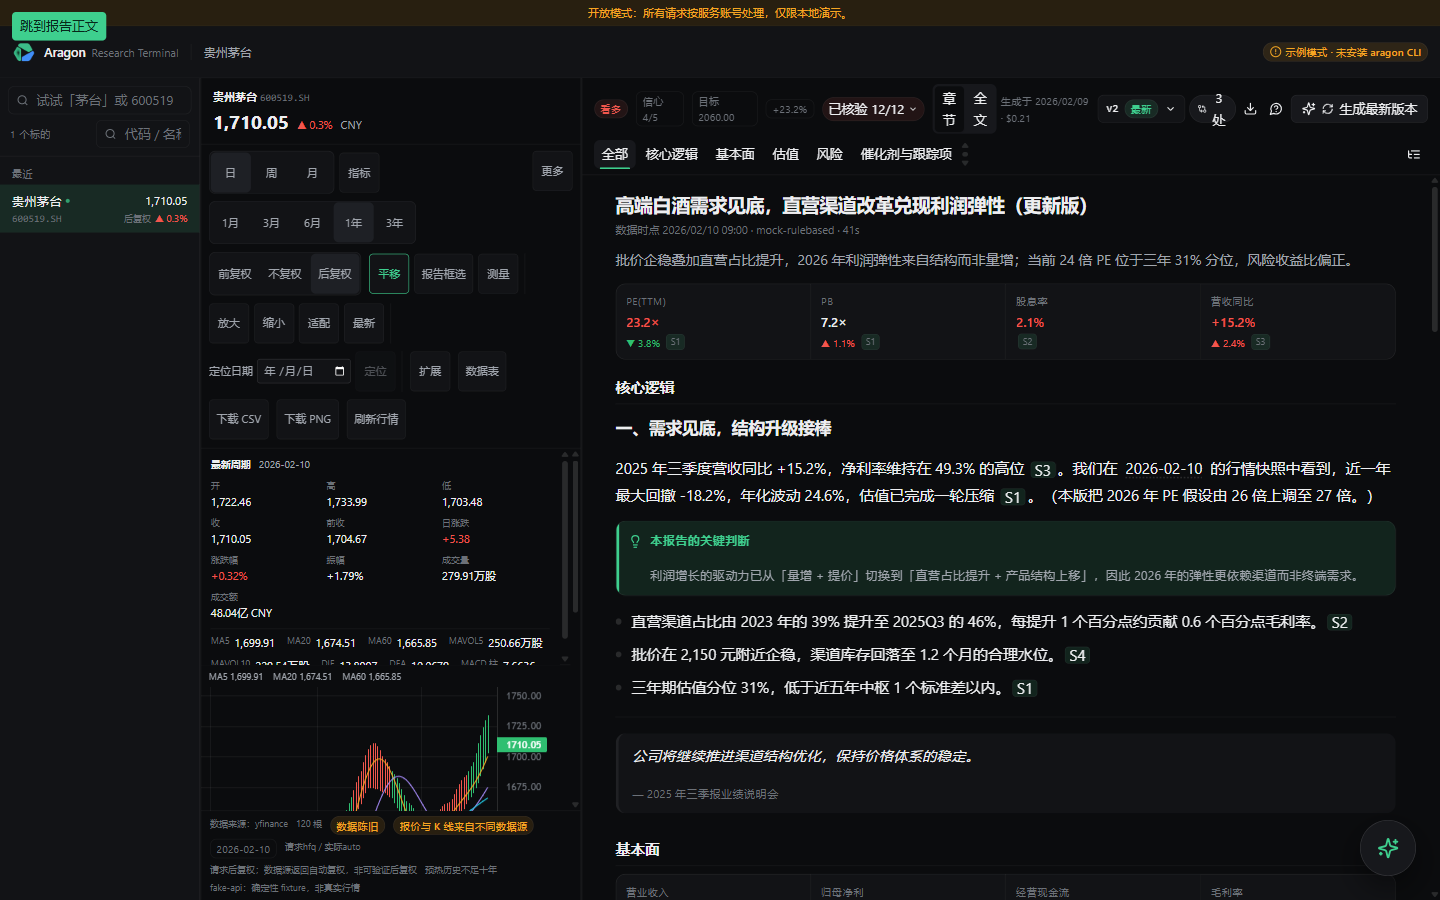 开放模式：所有请求按服务账号处理，仅限本地演示。
跳到报告正文
Aragon Research Terminal 贵州茅台
示例模式 · 未安装 aragon CLI
试试「茅台」或 600519
1 个标的
代码 / 名称
最近
贵州茅台 1,710.05
600519.SH 后复权 ▲ 0.3%
贵州茅台 600519.SH
1,710.05 ▲ 0.3% CNY
日 周 月 指标 更多
1月 3月 6月 1年 3年
前复权 不复权 后复权 平移 报告框选 测量
放大 缩小 适配 最新
定位日期 年 /月/日 定位 扩展 数据表
下载 CSV 下载 PNG 刷新行情
最新周期 2026-02-10
开 高 低
1,722.46 1,733.99 1,703.48
收 前收 日涨跌
1,710.05 1,704.67 +5.38
涨跌幅 振幅 成交量
+0.32% +1.79% 279.91万股
成交额
48.04亿 CNY
MA5 1,699.91 MA20 1,674.51 MA60 1,665.85 MAVOL5 250.66万股
MA5 1,699.91 MA20 1,674.51 MA60 1,665.85
1750.00
1725.00
1710.05
1700.00
1675.00
数据来源：yfinance 120 根 数据陈旧 报价与 K 线来自不同数据源
2026-02-10 请求hfq / 实际auto
请求后复权；数据源返回自动复权，非可验证后复权 预热历史不足十年
fake-api：确定性 fixture，非真实行情
看多
信心
4/5
目标
2060.00
+23.2%
已核验 12/12
章节
全文
生成于 2026/02/09 · $0.21
v2 最新
3处
生成最新版本
全部 核心逻辑 基本面 估值 风险 催化剂与跟踪项
高端白酒需求见底，直营渠道改革兑现利润弹性（更新版）
数据时点 2026/02/10 09:00 · mock-rulebased · 41s
批价企稳叠加直营占比提升，2026 年利润弹性来自结构而非量增；当前 24 倍 PE 位于三年 31% 分位，风险收益比偏正。
PE(TTM) PB 股息率 营收同比
23.2× 7.2× 2.1% +15.2%
▼ 3.8% S1 ▲ 1.1% S1 S2 ▲ 2.4% S3
核心逻辑
一、需求见底，结构升级接棒
2025 年三季度营收同比 +15.2%，净利率维持在 49.3% 的高位 S3 。我们在 2026-02-10 的行情快照中看到，近一年
最大回撤 -18.2%，年化波动 24.6%，估值已完成一轮压缩 S1 。（本版把 2026 年 PE 假设由 26 倍上调至 27 倍。）
本报告的关键判断
利润增长的驱动力已从「量增 + 提价」切换到「直营占比提升 + 产品结构上移」，因此 2026 年的弹性更依赖渠道而非终端需求。
直营渠道占比由 2023 年的 39% 提升至 2025Q3 的 46%，每提升 1 个百分点约贡献 0.6 个百分点毛利率。 S2
批价在 2,150 元附近企稳，渠道库存回落至 1.2 个月的合理水位。 S4
三年期估值分位 31%，低于近五年中枢 1 个标准差以内。 S1
公司将继续推进渠道结构优化，保持价格体系的稳定。
— 2025 年三季报业绩说明会
基本面
营业收入 归母净利 经营现金流 毛利率